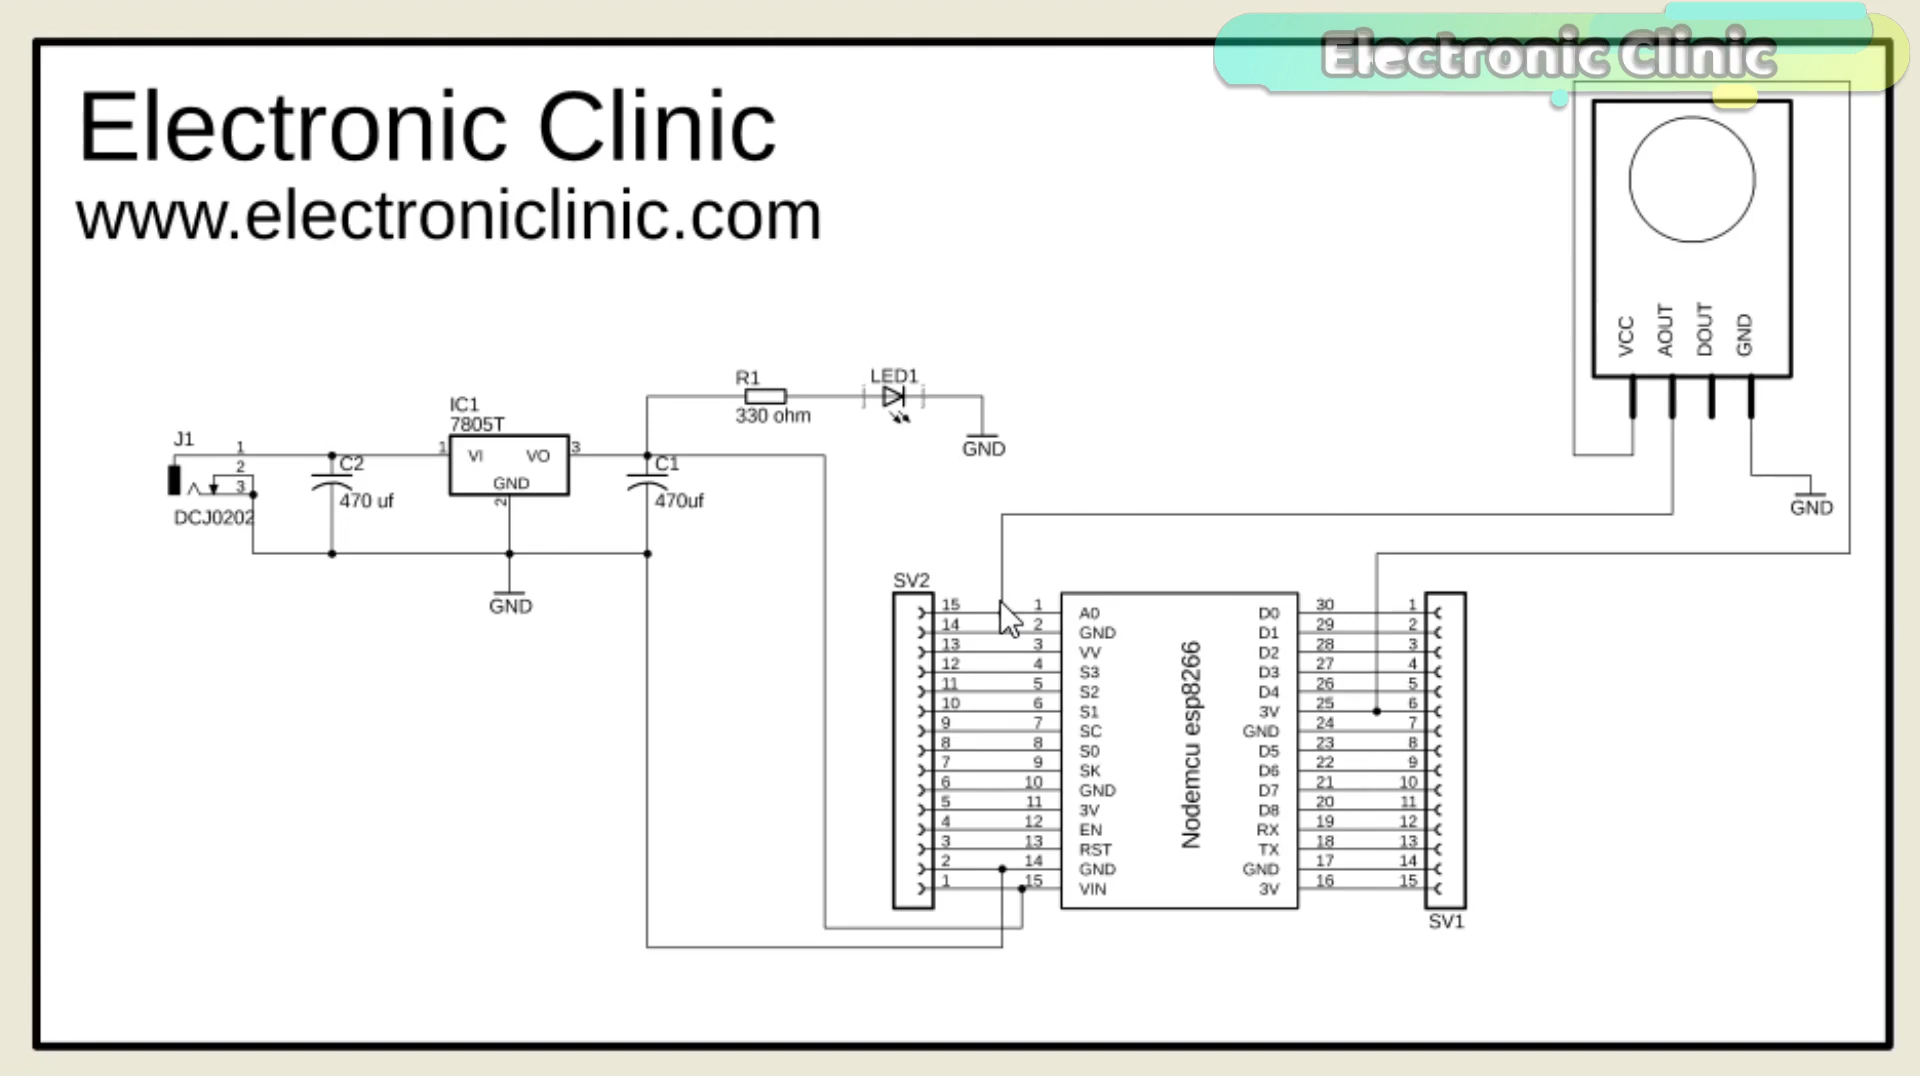 Electronic Clinic
Electronic Clinic
www.electroniclinic.com
VCC
AOUT
DOUT
GND
GND
R1
330 ohm
LED1
GND
IC1
7805T
1
VI
VO
3
GND
2
J1
1
2
3
DCJ0202
C2
470 uf
C1
470uf
GND
SV2
15 1 A0 D0 30 1
14 2 GND D1 29 2
13 3 VV D2 28 3
12 4 S3 D3 27 4
11 5 S2 D4 26 5
10 6 S1 3V 25 6
9 7 SC GND 24 7
8 8 S0 D5 23 8
7 9 SK D6 22 9
6 10 GND D7 21 10
5 11 3V D8 20 11
4 12 EN RX 19 12
3 13 RST TX 18 13
2 14 GND GND 17 14
1 15 VIN 3V 16 15
Nodemcu esp8266
SV1